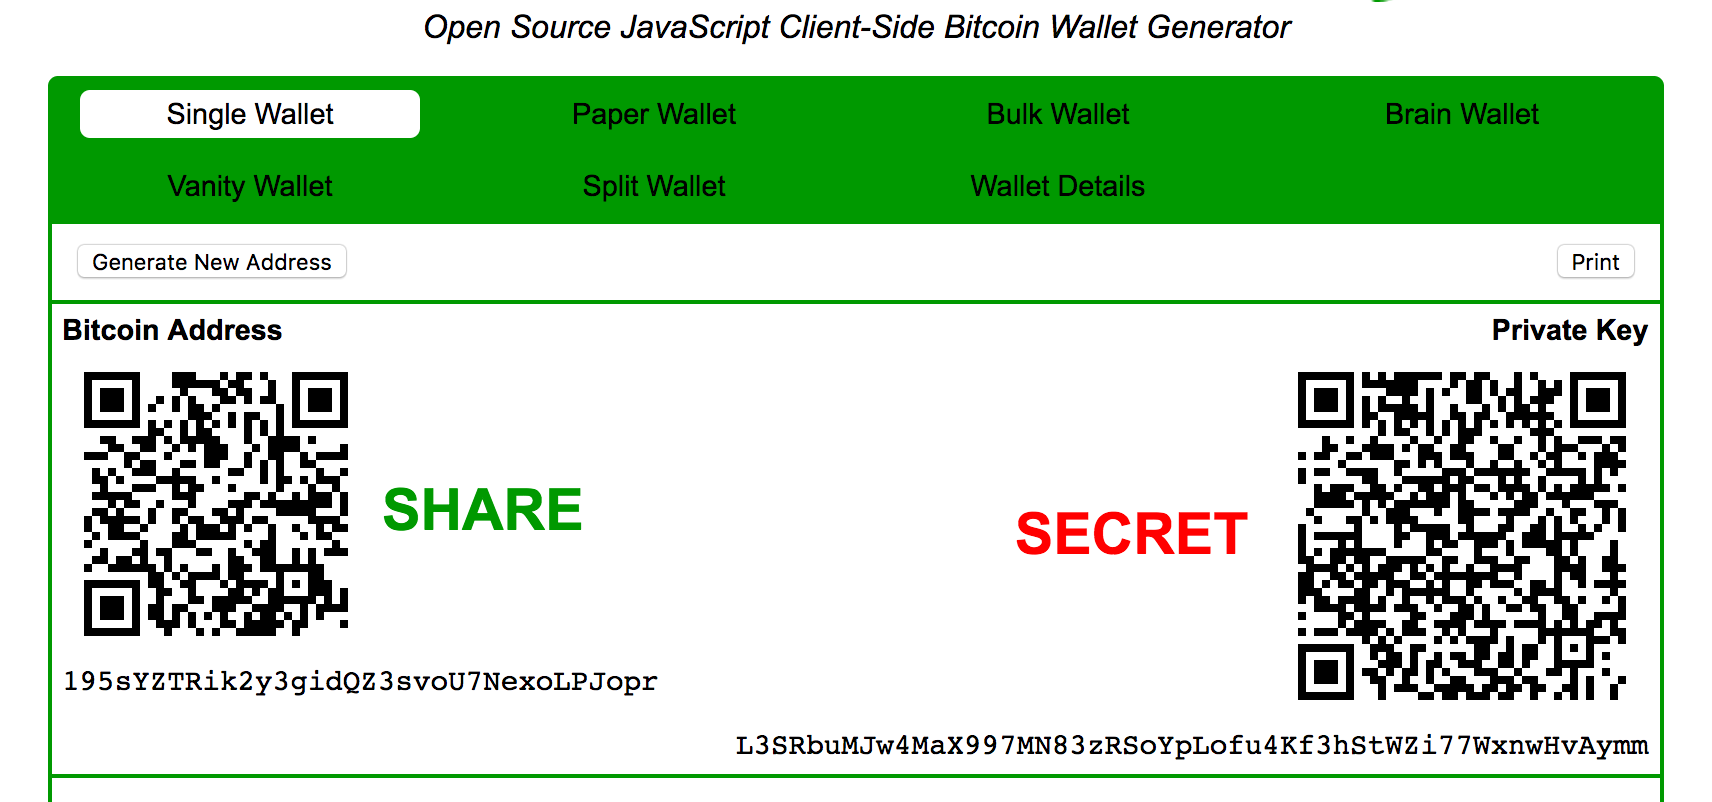 Open Source JavaScript Client-Side Bitcoin Wallet Generator
Single Wallet Paper Wallet Bulk Wallet Brain Wallet
Vanity Wallet Split Wallet Wallet Details
Generate New Address Print
Bitcoin Address Private Key
SHARE
SECRET
195sYZTRik2y3gidQZ3svoU7NexoLPJopr
L3SRbuMJw4MaX997MN83zRSoYpLofu4Kf3hStWZi77WxnwHvAymm